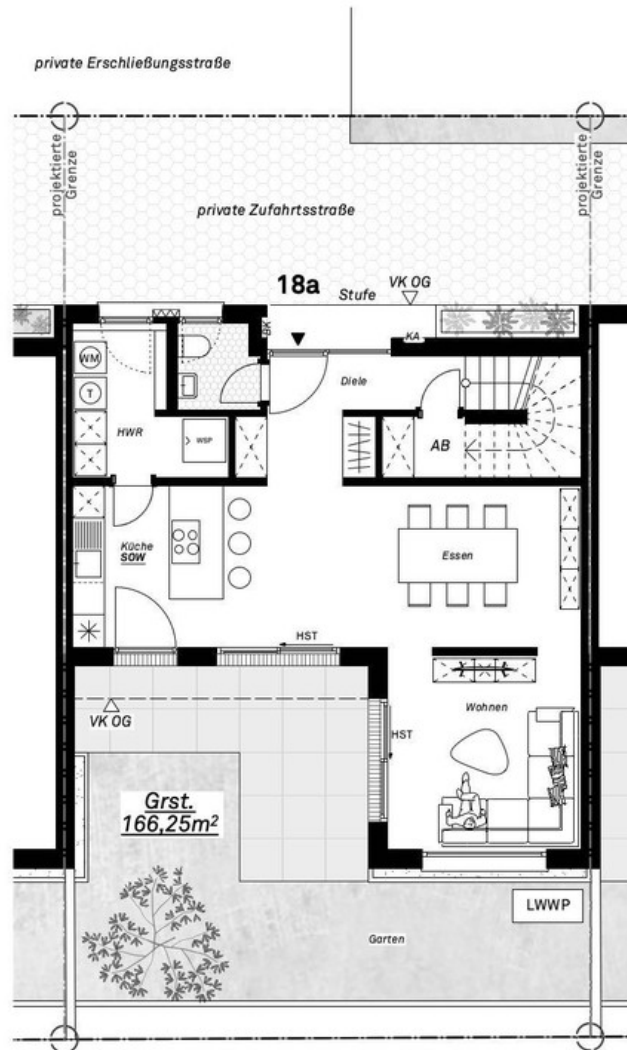 private Erschließungsstraße
projektierte
Grenze
projektierte
Grenze
private Zufahrtsstraße
18a
Stufe
VK OG
BK
KA
WM
Diele
T
HWR
WSP
AB
Küche
SOW
Essen
HST
Wohnen
VK OG
HST
Grst.
166,25m²
LWWP
Garten